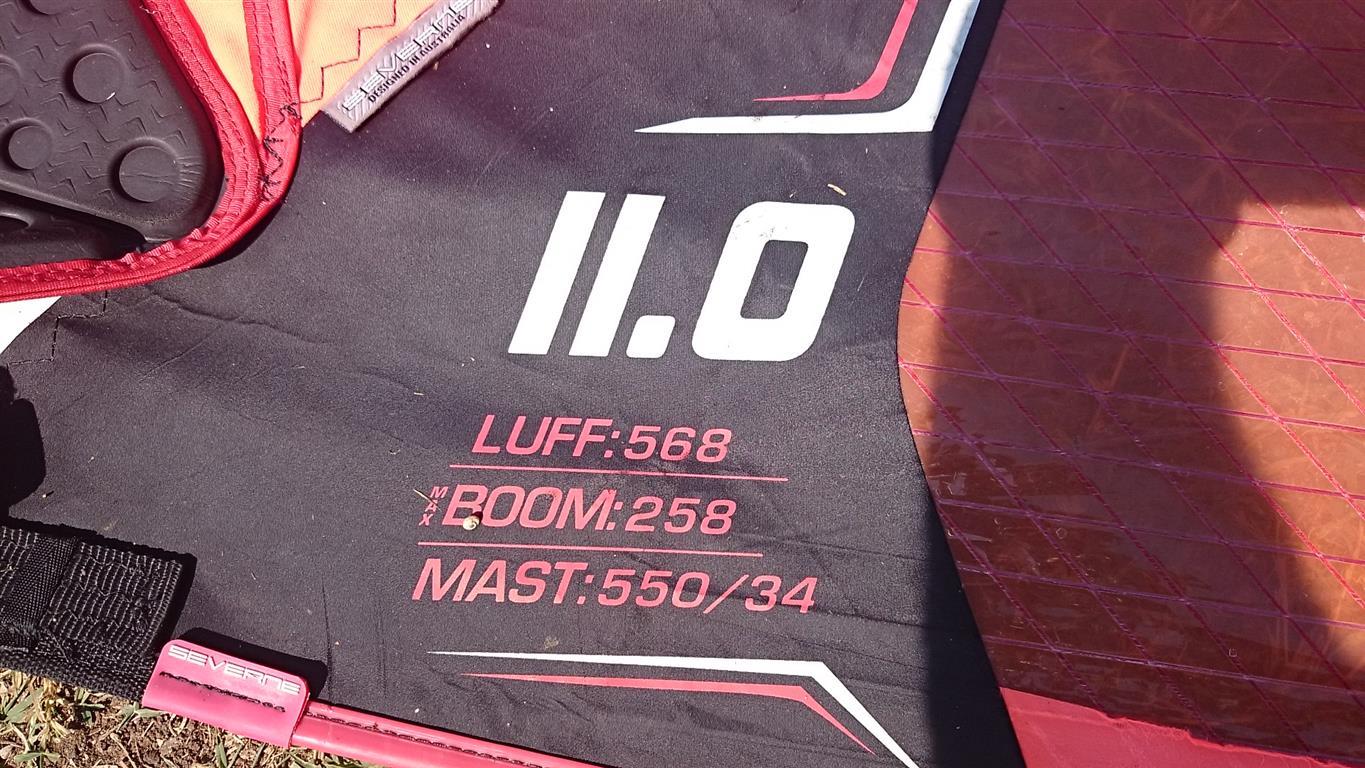 SEVERNE
DESIGNED IN AUSTRALIA
11.0
LUFF: 568
MAX BOOM: 258
MAST: 550/34
SEVERNE